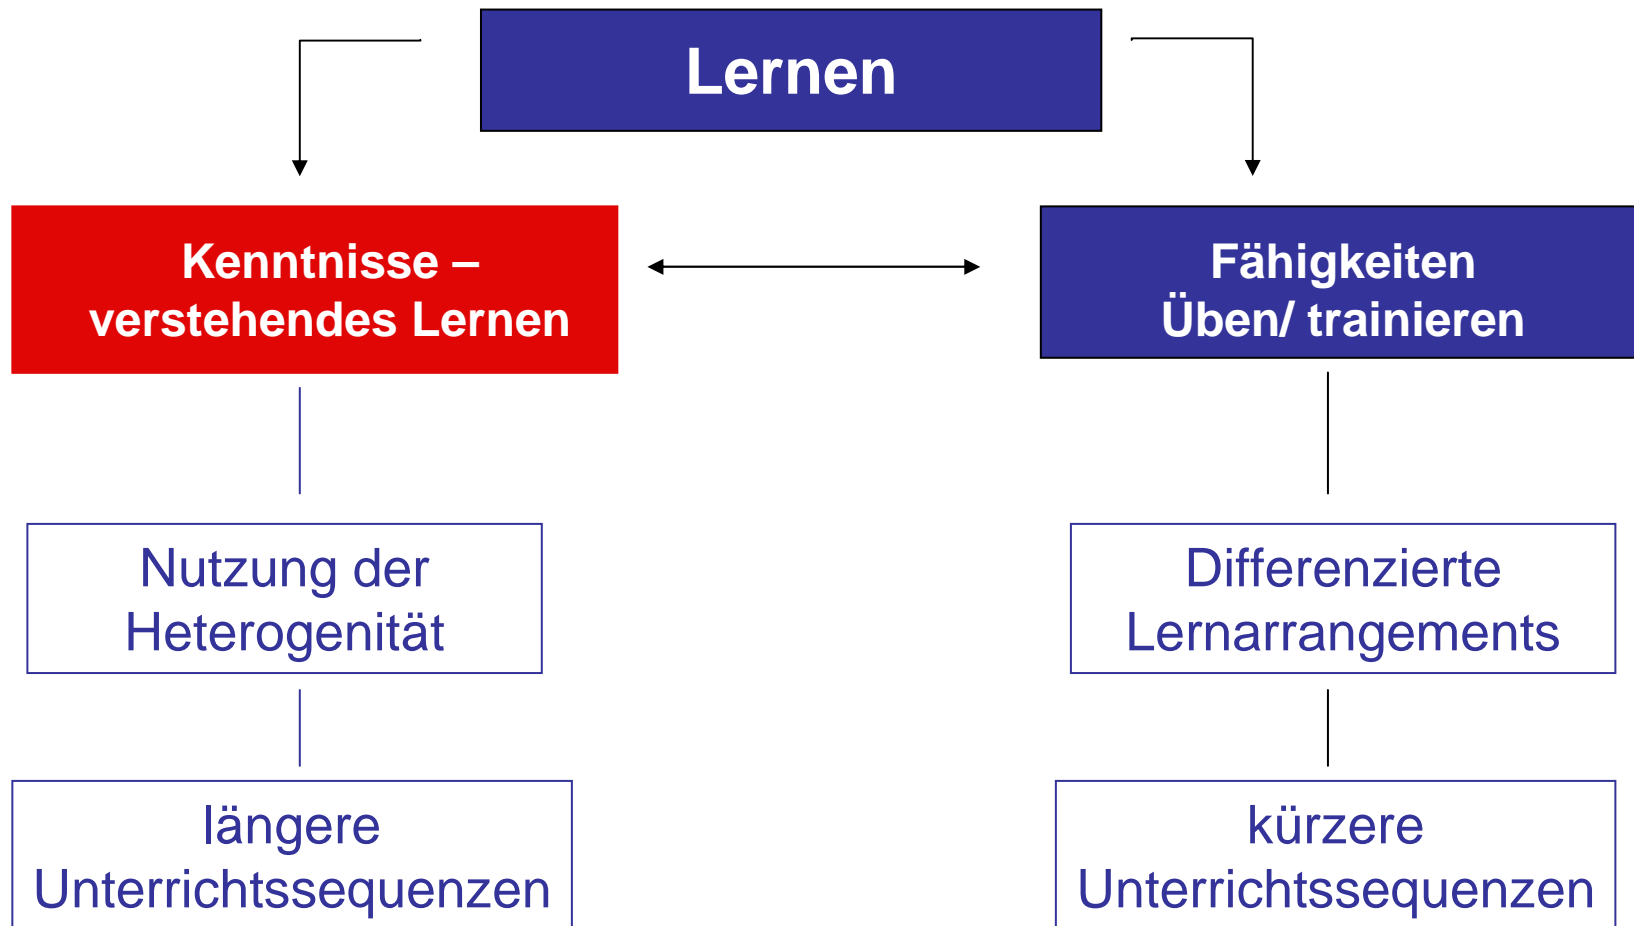 Lernen
Kenntnisse –
verstehendes Lernen
Fähigkeiten
Üben/ trainieren
Nutzung der
Heterogenität
Differenzierte
Lernarrangements
längere
Unterrichtssequenzen
kürzere
Unterrichtssequenzen